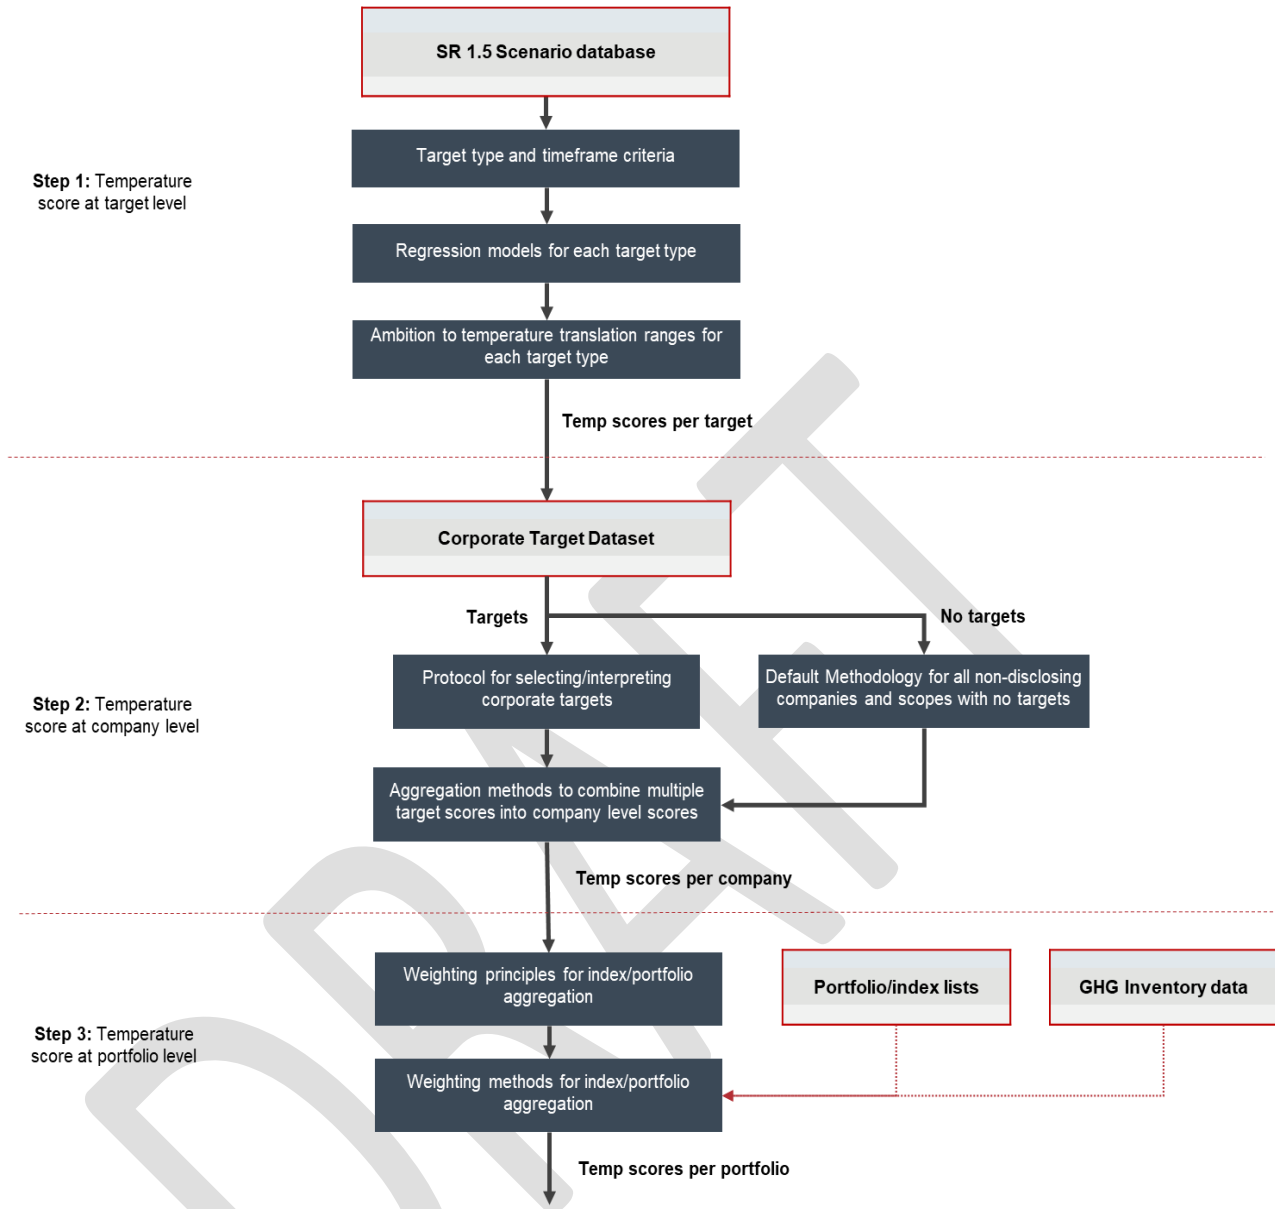 SR 1.5 Scenario database
Target type and timeframe criteria
Step 1: Temperature
score at target level
Regression models for each target type
Ambition to temperature translation ranges for
each target type
Temp scores per target
Corporate Target Dataset
Targets
No targets
Protocol for selecting/interpreting
corporate targets
Default Methodology for all non-disclosing
companies and scopes with no targets
Step 2: Temperature
score at company level
Aggregation methods to combine multiple
target scores into company level scores
Temp scores per company
Weighting principles for index/portfolio
aggregation
Portfolio/index lists
GHG Inventory data
Step 3: Temperature
score at portfolio level
Weighting methods for index/portfolio
aggregation
Temp scores per portfolio
DRAFT